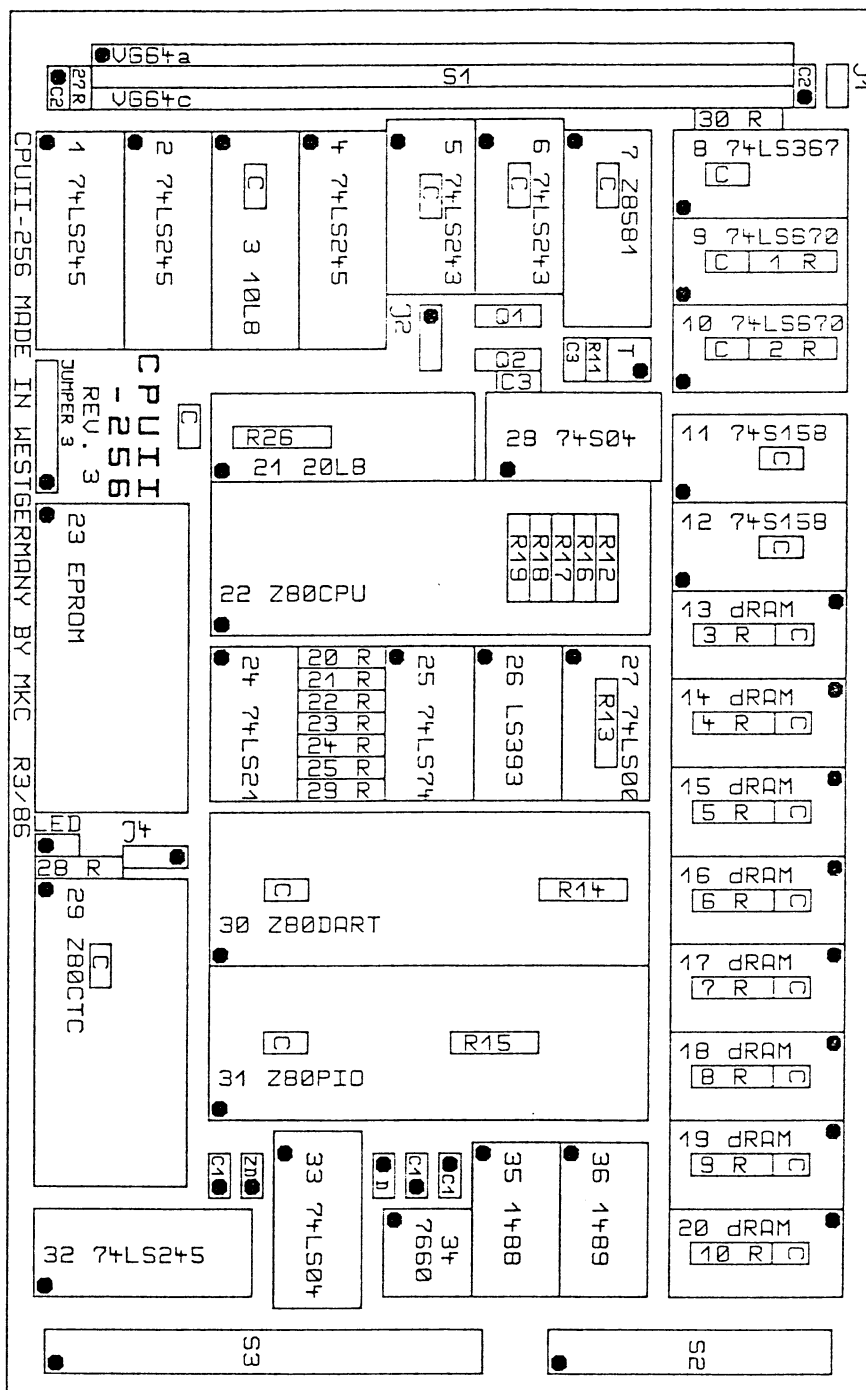 VG64a
S1
VG64c
C2
27 R
C2
J1
30 R
1 74LS245
2 74LS245
C
3 10L8
4 74LS245
5 74LS243
C
6 74LS243
C
7 Z8581
C
8 74LS367
C
9 74LS670
C 1 R
10 74LS670
C 2 R
J2
Q1
Q2
C3
C3
R11
T
JUMPER 3
CPUII
-256
REV. 3
C
R26
21 20L8
28 74S04
11 74S158
C
12 74S158
C
23 EPROM
22 Z80CPU
R19
R18
R17
R16
R12
13 dRAM
3 R C
24 74LS21
20 R
21 R
22 R
23 R
24 R
25 R
29 R
25 74LS74
26 LS393
27 74LS00
R13
14 dRAM
4 R C
15 dRAM
5 R C
LED
J4
28 R
29 Z80CTC
C
C
R14
30 Z80DART
16 dRAM
6 R C
17 dRAM
7 R C
C
R15
31 Z80PIO
18 dRAM
8 R C
19 dRAM
9 R C
C1
ZD
33 74LS04
D
C1
C1
34
7660
35 1488
36 1489
20 dRAM
10 R C
32 74LS245
S3
S2
CPUII-256 MADE IN WESTGERMANY BY MKC R3/86